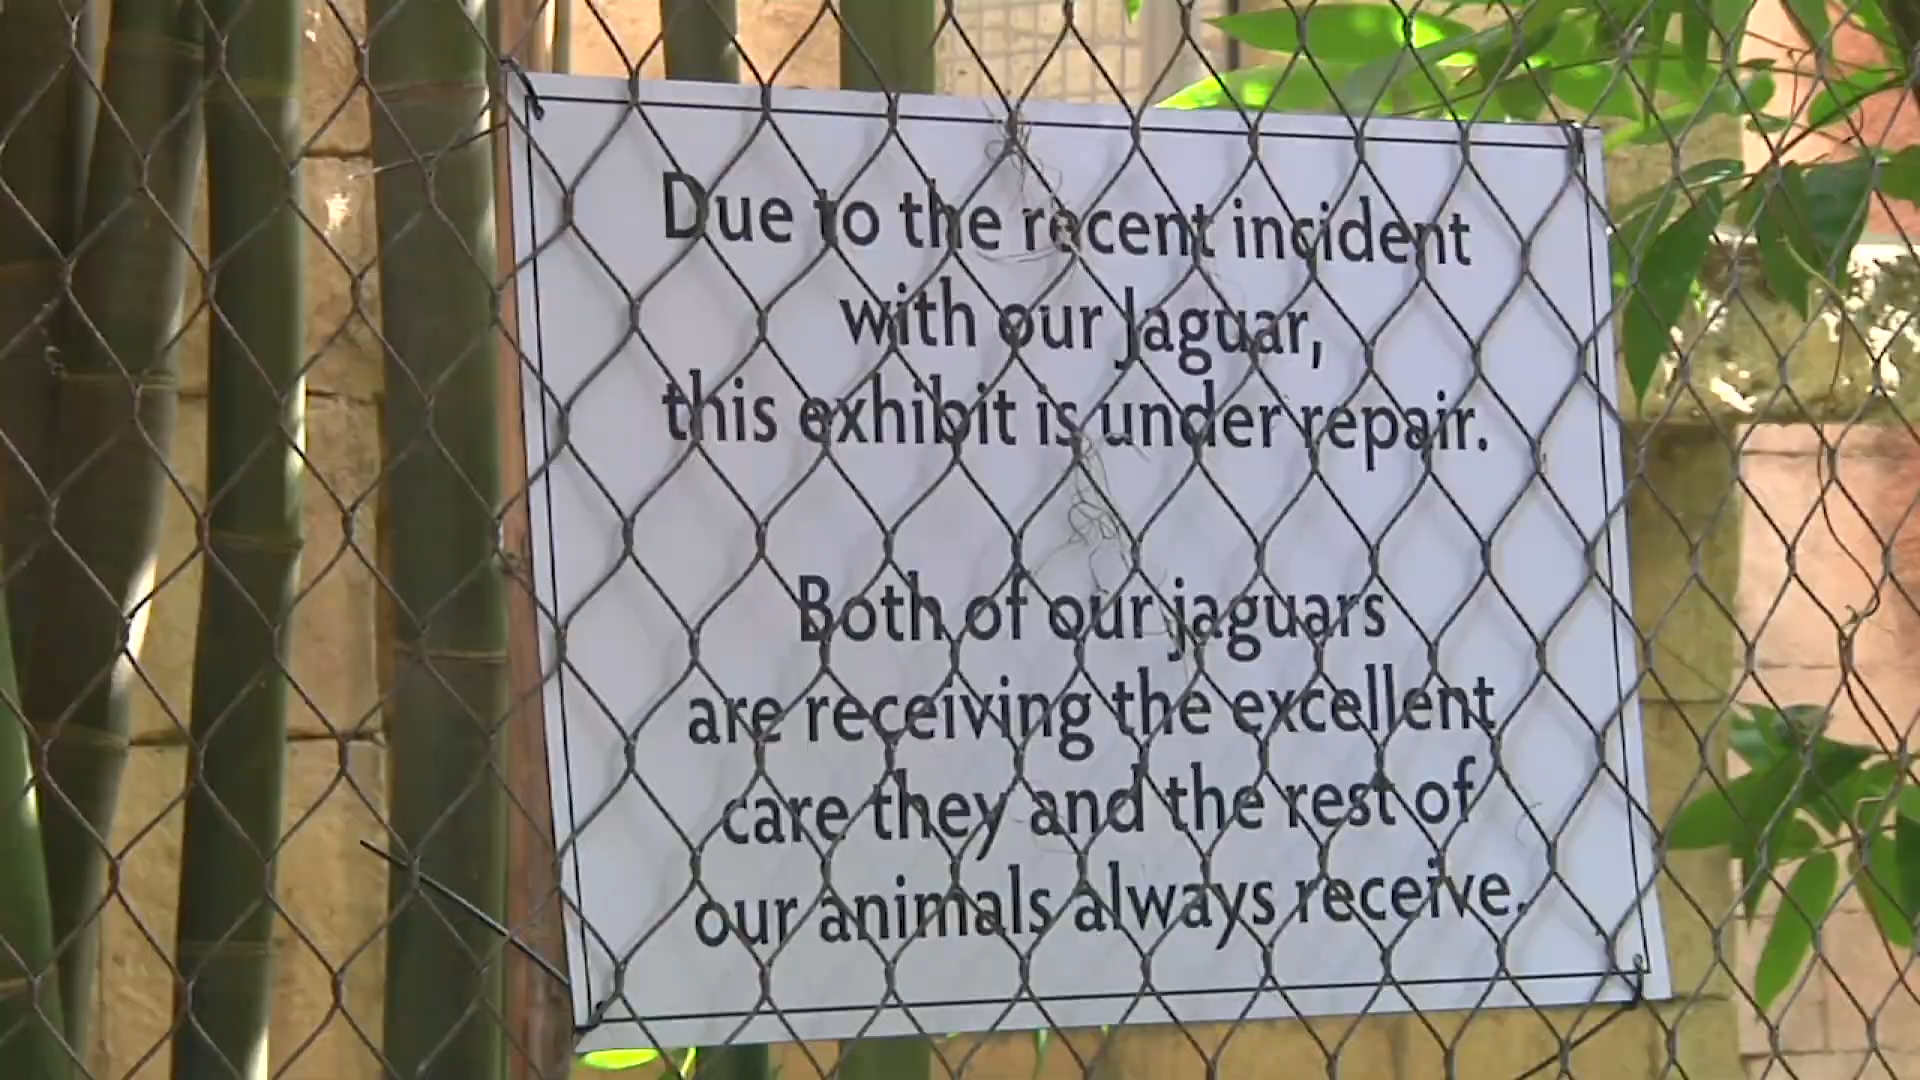 Due to the recent incident
with our Jaguar,
this exhibit is under repair.
Both of our jaguars
are receiving the excellent
care they and the rest of
our animals always receive.